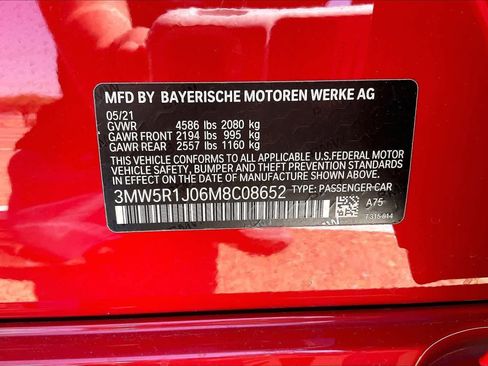 MFD BY BAYERISCHE MOTOREN WERKE AG
05/21
GVWR 4586 lbs 2080 kg
GAWR FRONT 2194 lbs 995 kg
GAWR REAR 2557 lbs 1160 kg
THIS VEHICLE CONFORMS TO ALL APPLICABLE U.S.FEDERAL MOTOR
VEHICLE SAFETY, BUMPER AND THEFT PREVENTION STANDARDS
IN EFFECT ON THE DATE OF MANUFACTURE SHOWN ABOVE.
3MW5R1J06M8C08652 TYPE: PASSENGER CAR
A75